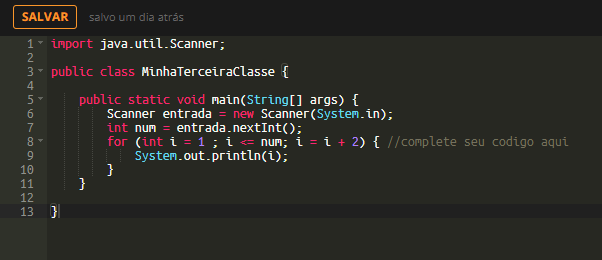 SALVAR salvo um dia atrás
1 import java.util.Scanner;
2
3 public class MinhaTerceiraClasse {
4
5 public static void main(String[] args) {
6 Scanner entrada = new Scanner(System.in);
7 int num = entrada.nextInt();
8 for (int i = 1 ; i <= num; i = i + 2) { //complete seu codigo aqui
9 System.out.println(i);
10 }
11 }
12
13 }